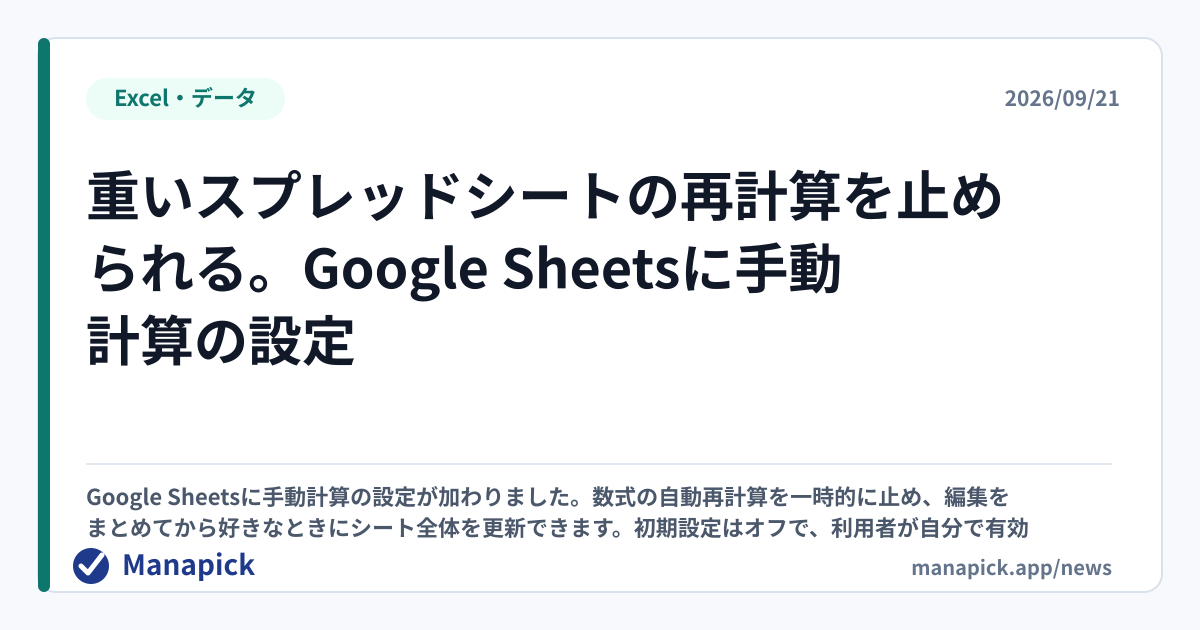 Excel・データ
2026/09/21
重いスプレッドシートの再計算を止め
られる。Google Sheetsに手動
計算の設定
Google Sheetsに手動計算の設定が加わりました。数式の自動再計算を一時的に止め、編集を
まとめてから好きなときにシート全体を更新できます。初期設定はオフで、利用者が自分で有効
Manapick
manapick.app/news